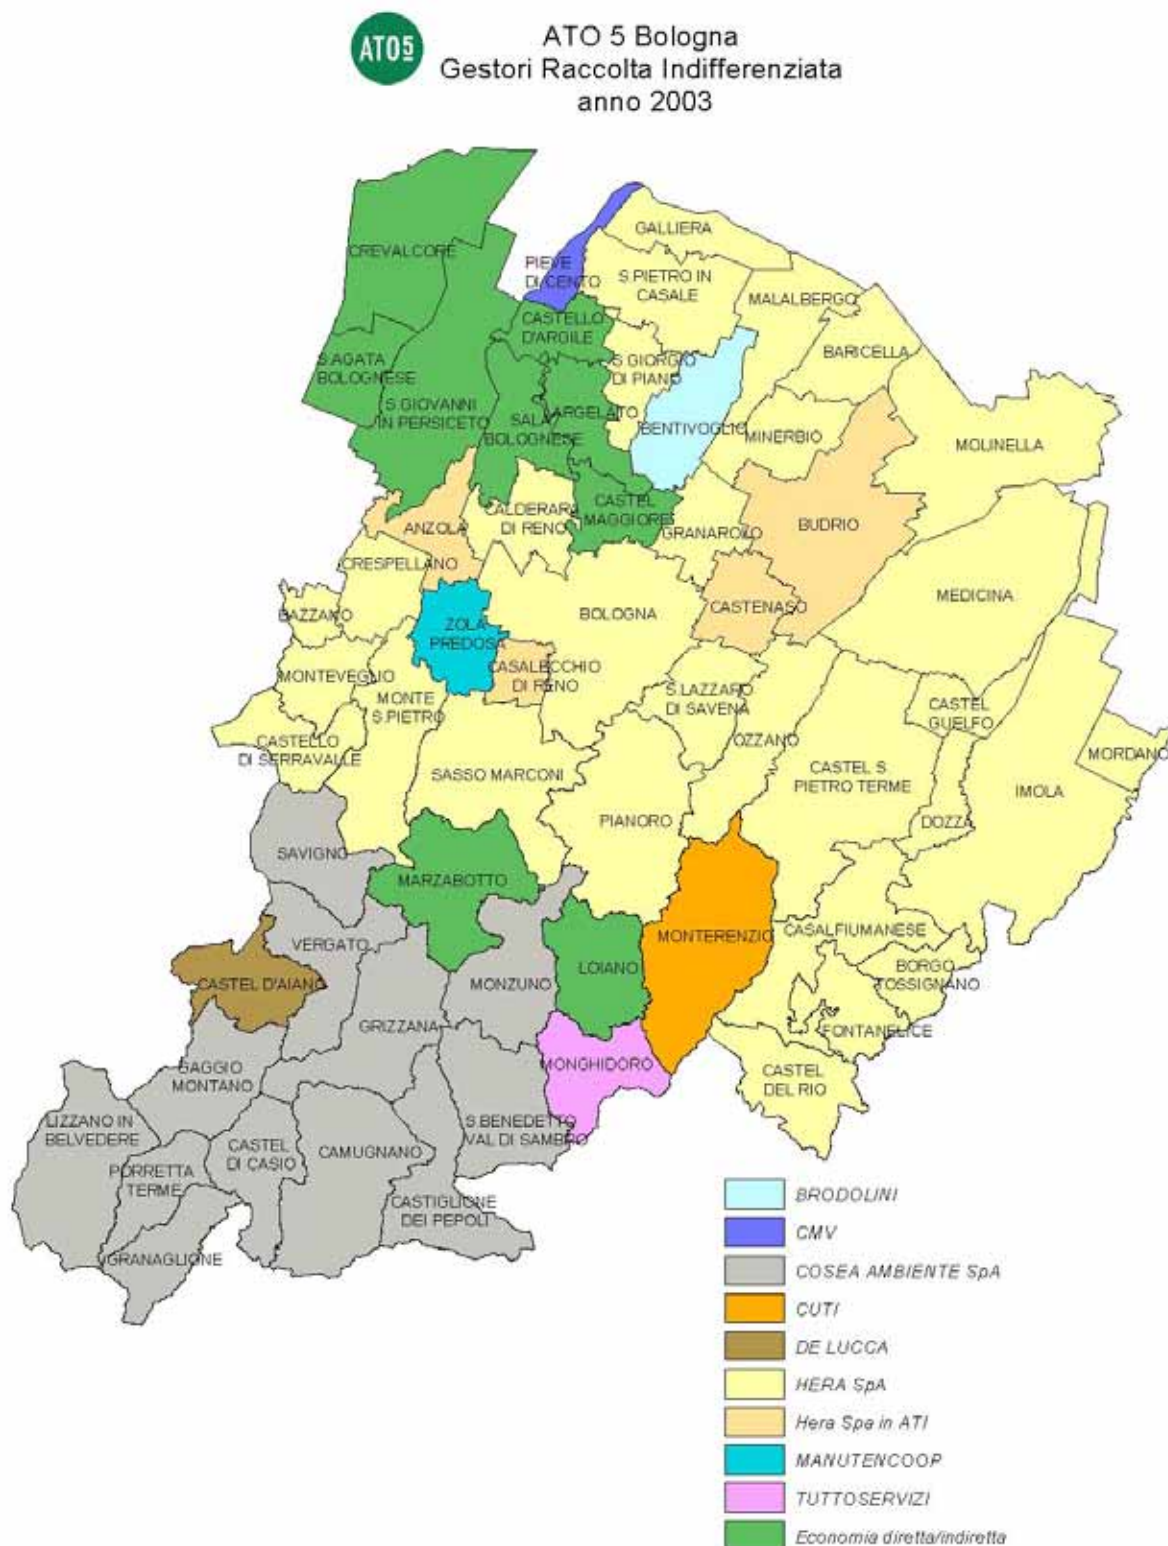 ATO5
ATO 5 Bologna
Gestori Raccolta Indifferenziata
anno 2003
GALLIERA
CREVALCORE
PIEVE
DI CENTO
S.PIETRO IN
CASALE
MALALBERGO
CASTELLO
D'ARGILE
BARICELLA
S.AGATA
BOLOGNESE
S.GIORGIO
DI PIANO
S.GIOVANNI
IN PERSICETO
SALA
BOLOGNESE
ARGELATO
BENTIVOGLIO
MINERBIO
MOLINELLA
CASTEL
MAGGIORE
CALDERARA
DI RENO
ANZOLA
GRANAROLO
BUDRIO
CRESPELLANO
BAZZANO
ZOLA
PREDOSA
BOLOGNA
CASTENASO
MEDICINA
CASALECCHIO
DI RENO
MONTEVEGLIO
MONTE
S.PIETRO
S.LAZZARO
DI SAVENA
CASTEL
GUELFO
CASTELLO
DI SERRAVALLE
OZZANO
MORDANO
SASSO MARCONI
CASTEL S.
PIETRO TERME
IMOLA
PIANORO
DOZZA
SAVIGNO
MARZABOTTO
VERGATO
MONTERENZIO
CASALFIUMANESE
CASTEL D'AIANO
MONZUNO
LOIANO
BORGO
TOSSIGNANO
GRIZZANA
FONTANELICE
GAGGIO
MONTANO
MONGHIDORO
CASTEL
DEL RIO
LIZZANO IN
BELVEDERE
S.BENEDETTO
VAL DI SAMBRO
CASTEL
DI CASIO
CAMUGNANO
PORRETTA
TERME
CASTIGLIONE
DEI PEPOLI
GRANAGLIONE
BRODOLINI
CMV
COSEA AMBIENTE SpA
CUTI
DE LUCCA
HERA SpA
Hera Spa in ATI
MANUTENCOOP
TUTTOSERVIZI
Economia diretta/indiretta